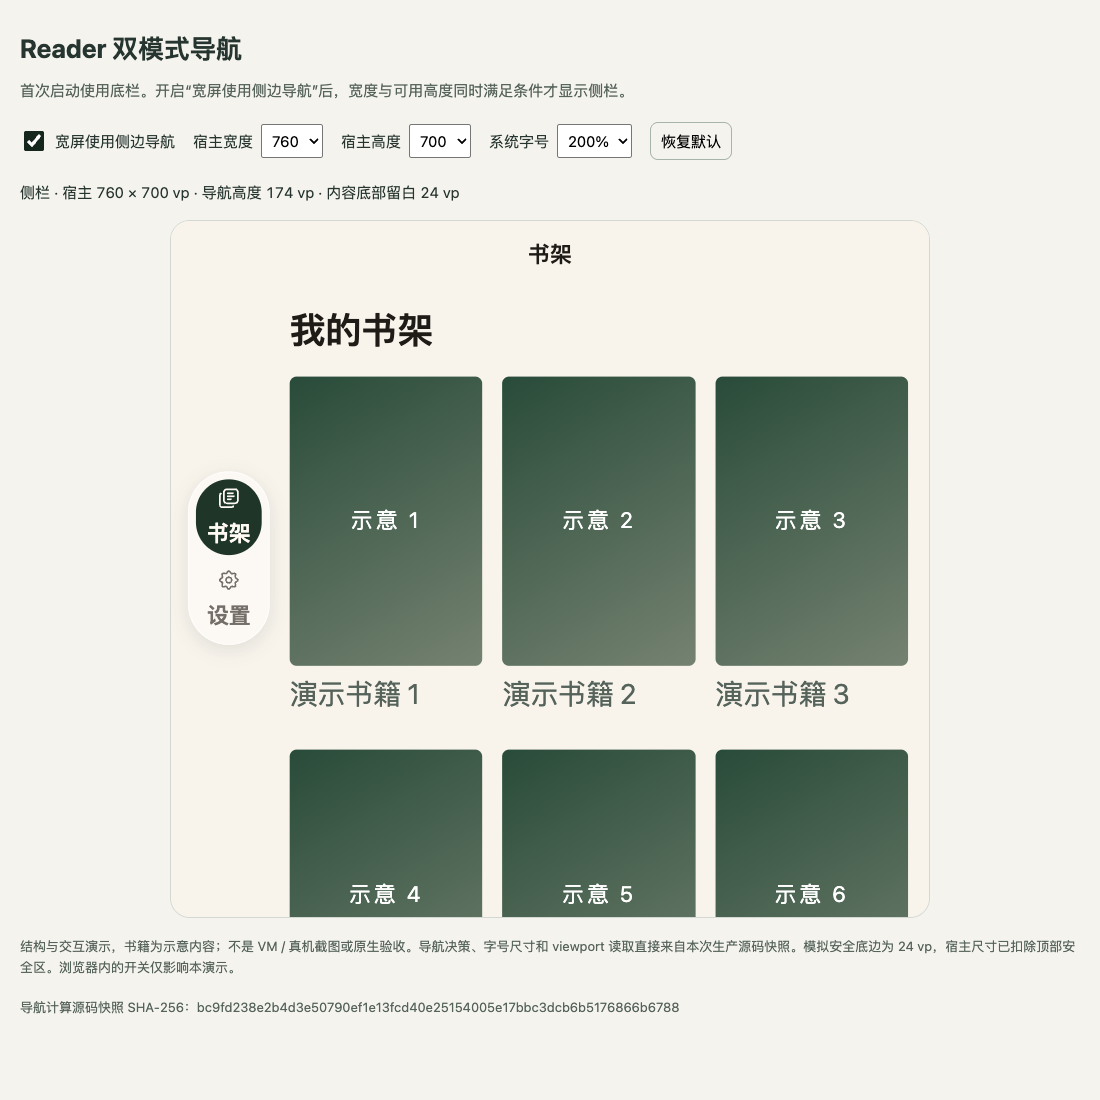 Reader 双模式导航
首次启动使用底栏。开启“宽屏使用侧边导航”后，宽度与可用高度同时满足条件才显示侧栏。
宽屏使用侧边导航 宿主宽度 760 宿主高度 700 系统字号 200% 恢复默认
侧栏 · 宿主 760 × 700 vp · 导航高度 174 vp · 内容底部留白 24 vp
书架
我的书架
示意 1 示意 2 示意 3
书架
设置
演示书籍 1 演示书籍 2 演示书籍 3
示意 4 示意 5 示意 6
结构与交互演示，书籍为示意内容；不是 VM / 真机截图或原生验收。导航决策、字号尺寸和 viewport 读取直接来自本次生产源码快照。模拟安全底边为 24 vp，宿主尺寸已扣除顶部安
全区。浏览器内的开关仅影响本演示。
导航计算源码快照 SHA-256：bc9fd238e2b4d3e50790ef1e13fcd40e25154005e17bbc3dcb6b5176866b6788